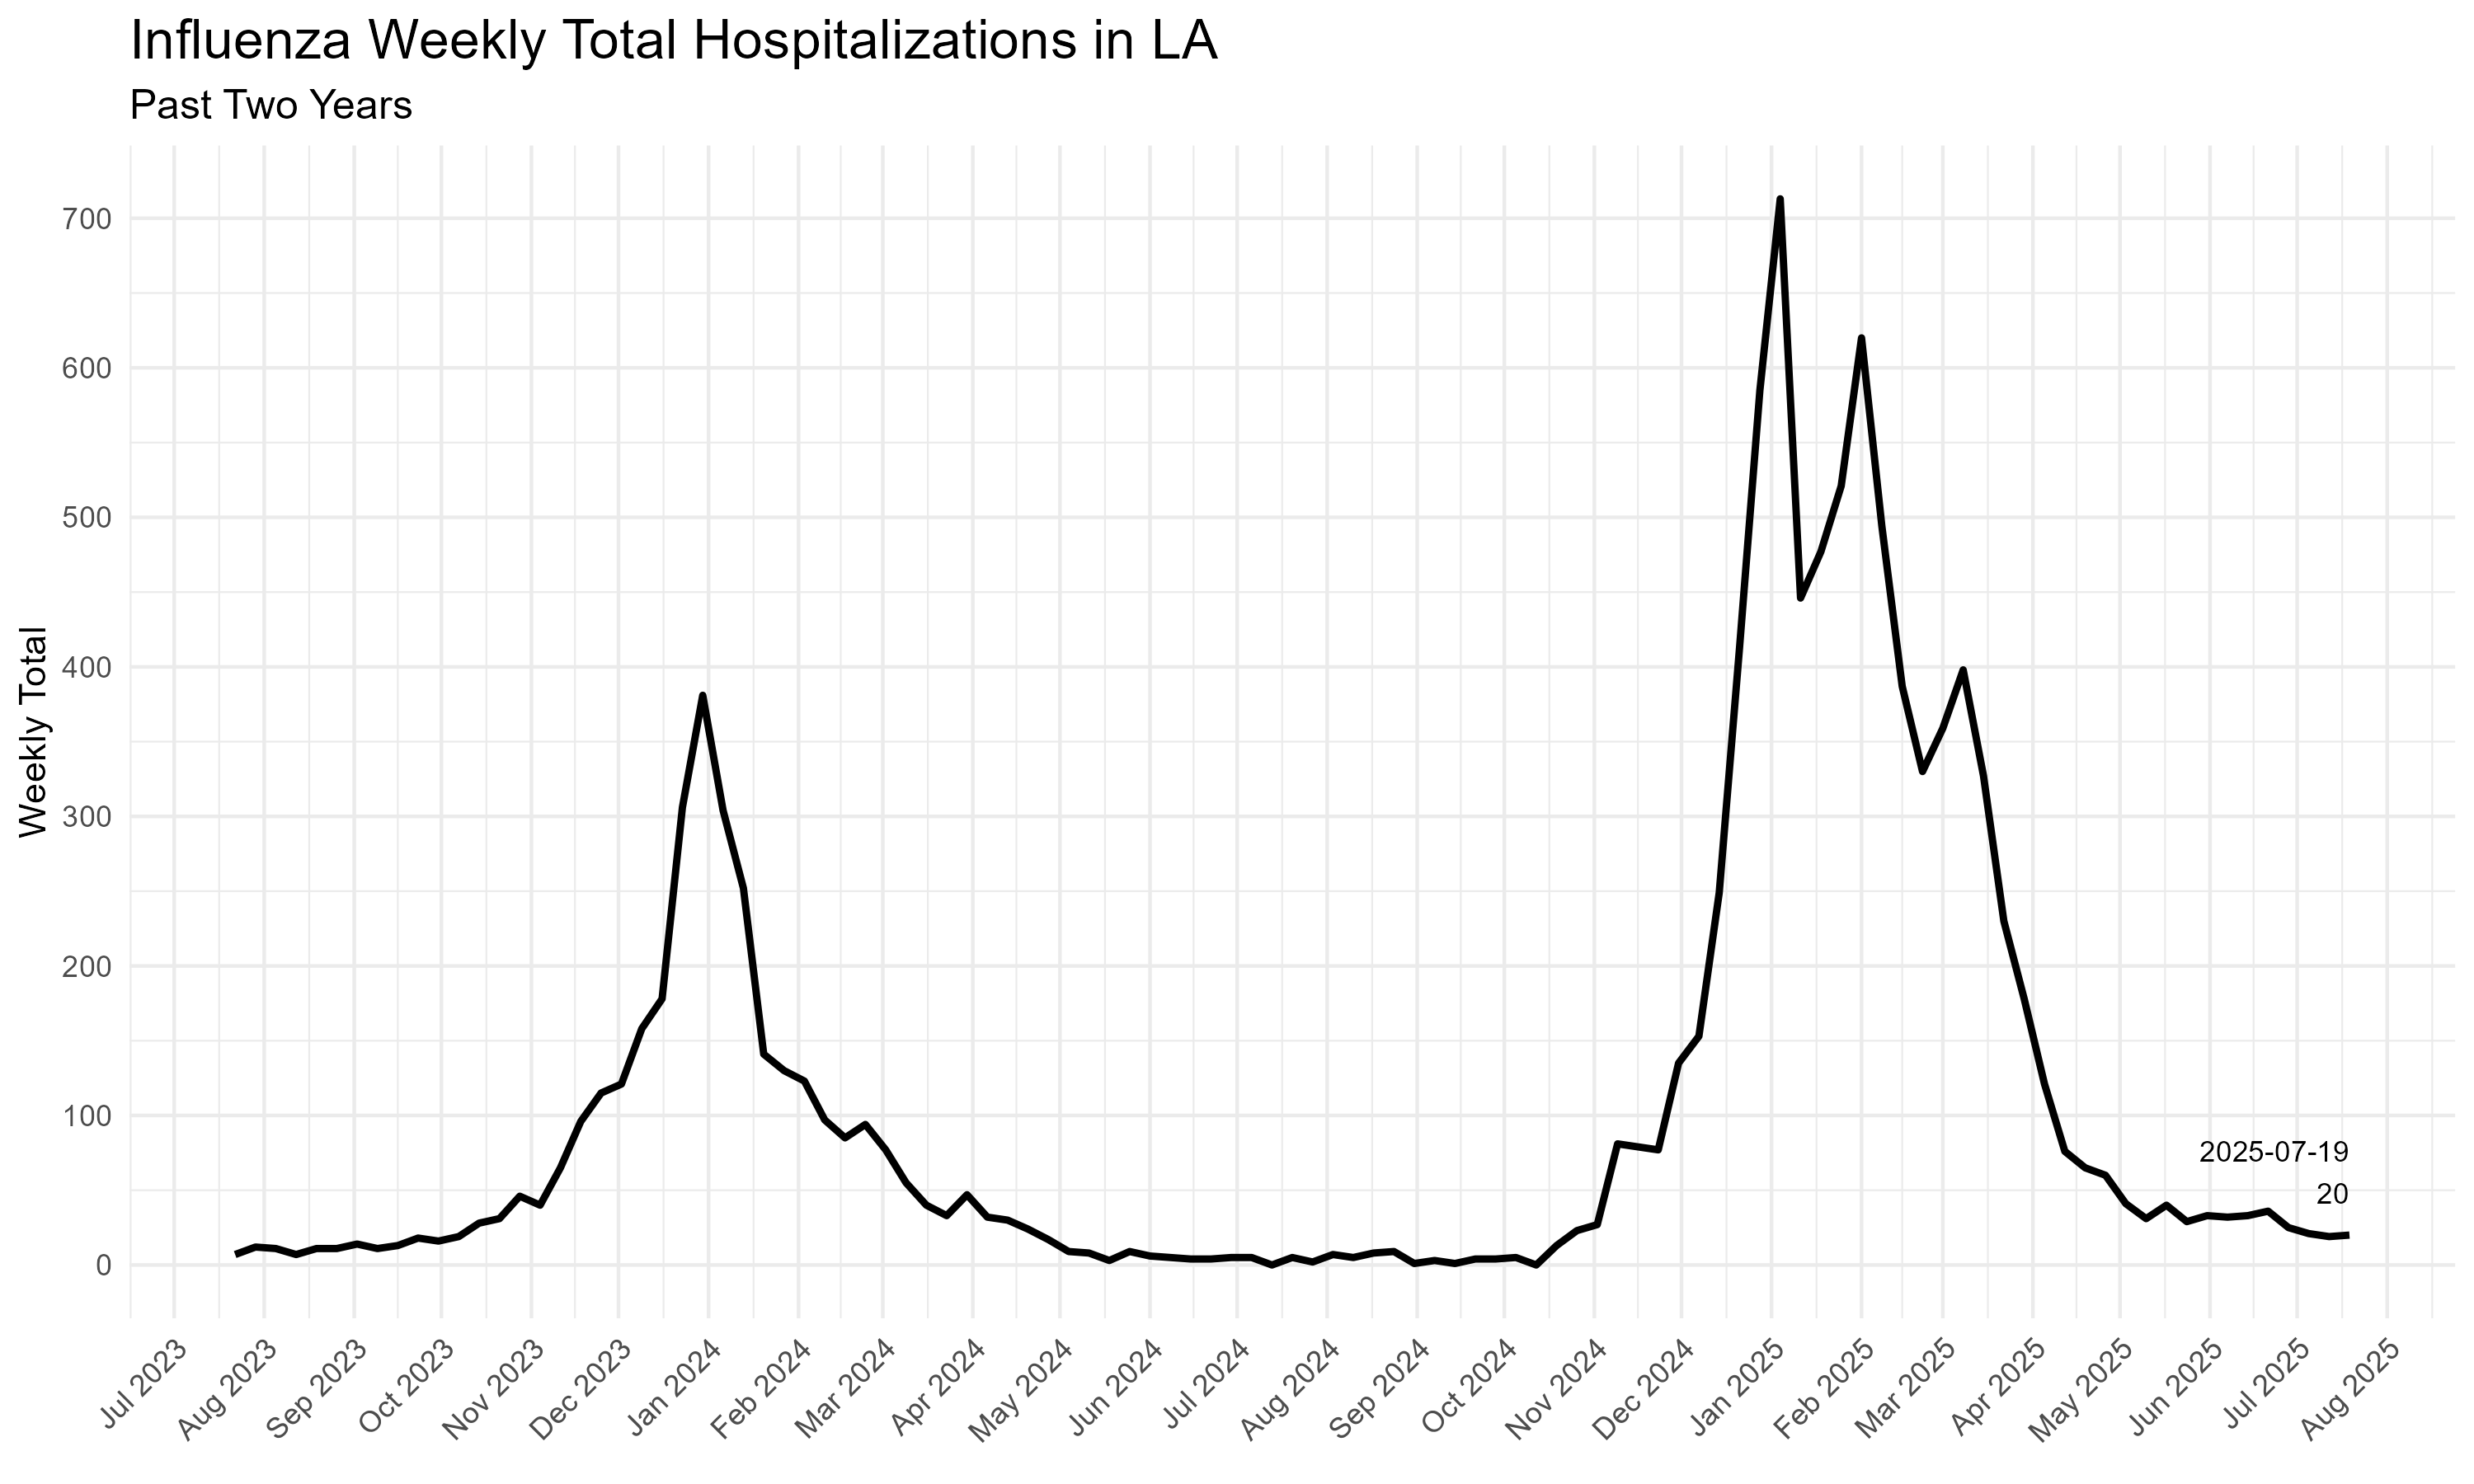 Influenza Weekly Total Hospitalizations in LA
Past Two Years
Weekly Total
700
600
500
400
300
200
100
0
2025-07-19
20
Jul 2023
Aug 2023
Sep 2023
Oct 2023
Nov 2023
Dec 2023
Jan 2024
Feb 2024
Mar 2024
Apr 2024
May 2024
Jun 2024
Jul 2024
Aug 2024
Sep 2024
Oct 2024
Nov 2024
Dec 2024
Jan 2025
Feb 2025
Mar 2025
Apr 2025
May 2025
Jun 2025
Jul 2025
Aug 2025